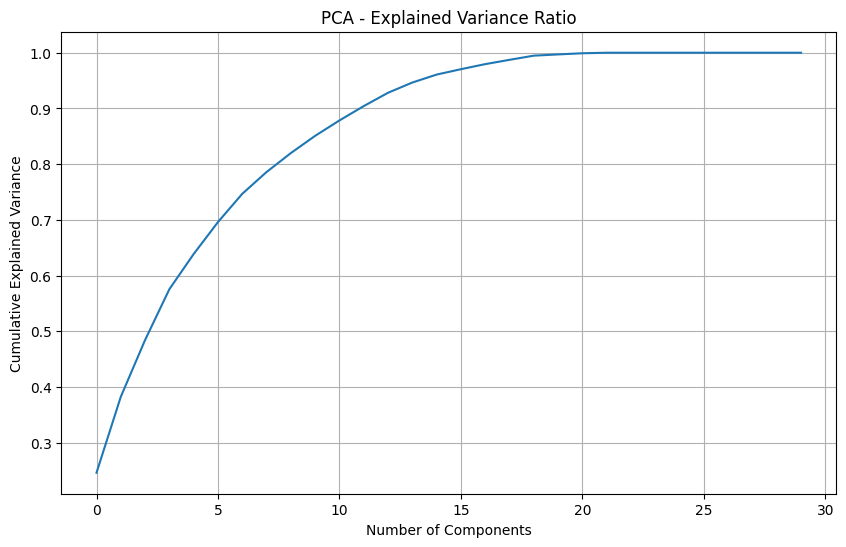 PCA - Explained Variance Ratio
Cumulative Explained Variance
1.0
0.9
0.8
0.7
0.6
0.5
0.4
0.3
0 5 10 15 20 25 30
Number of Components